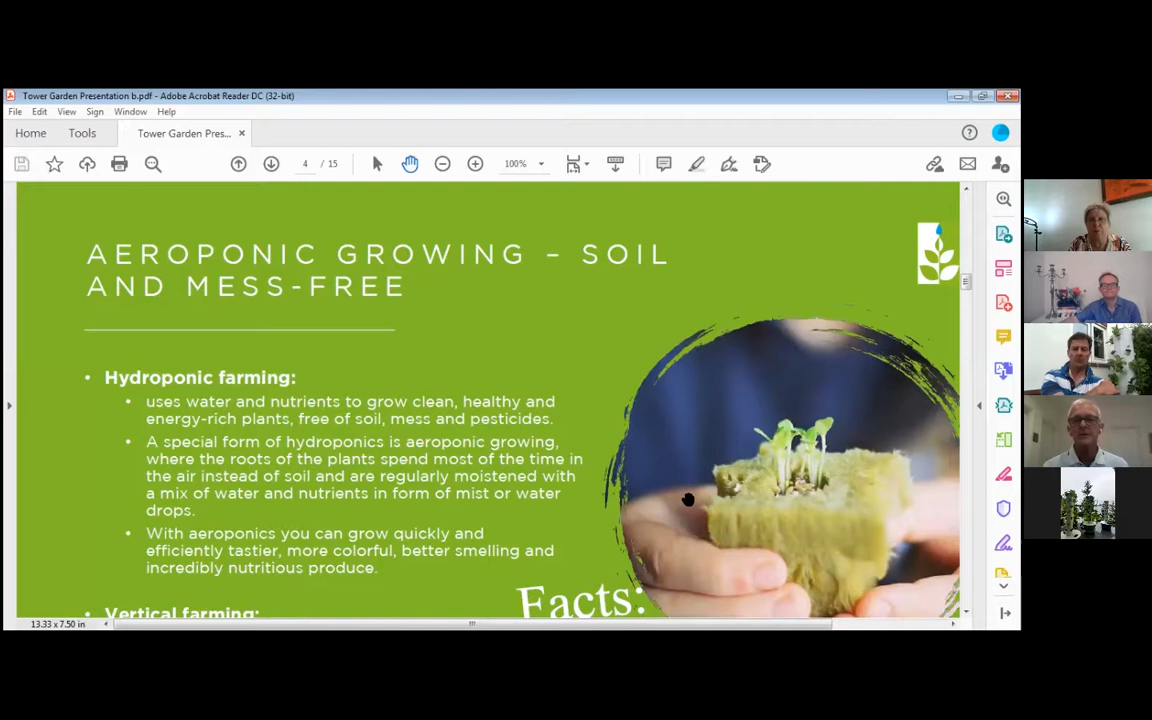 Tower Garden Presentation b.pdf - Adobe Acrobat Reader DC (32-bit)
File Edit View Sign Window Help
Home Tools Tower Garden Pres...
4 / 15 100%
AEROPONIC GROWING – SOIL
AND MESS-FREE
• Hydroponic farming:
• uses water and nutrients to grow clean, healthy and
energy-rich plants, free of soil, mess and pesticides.
• A special form of hydroponics is aeroponic growing,
where the roots of the plants spend most of the time in
the air instead of soil and are regularly moistened with
a mix of water and nutrients in form of mist or water
drops.
• With aeroponics you can grow quickly and
efficiently tastier, more colorful, better smelling and
incredibly nutritious produce.
Facts:
• Vertical farming:
13.33 x 7.50 in